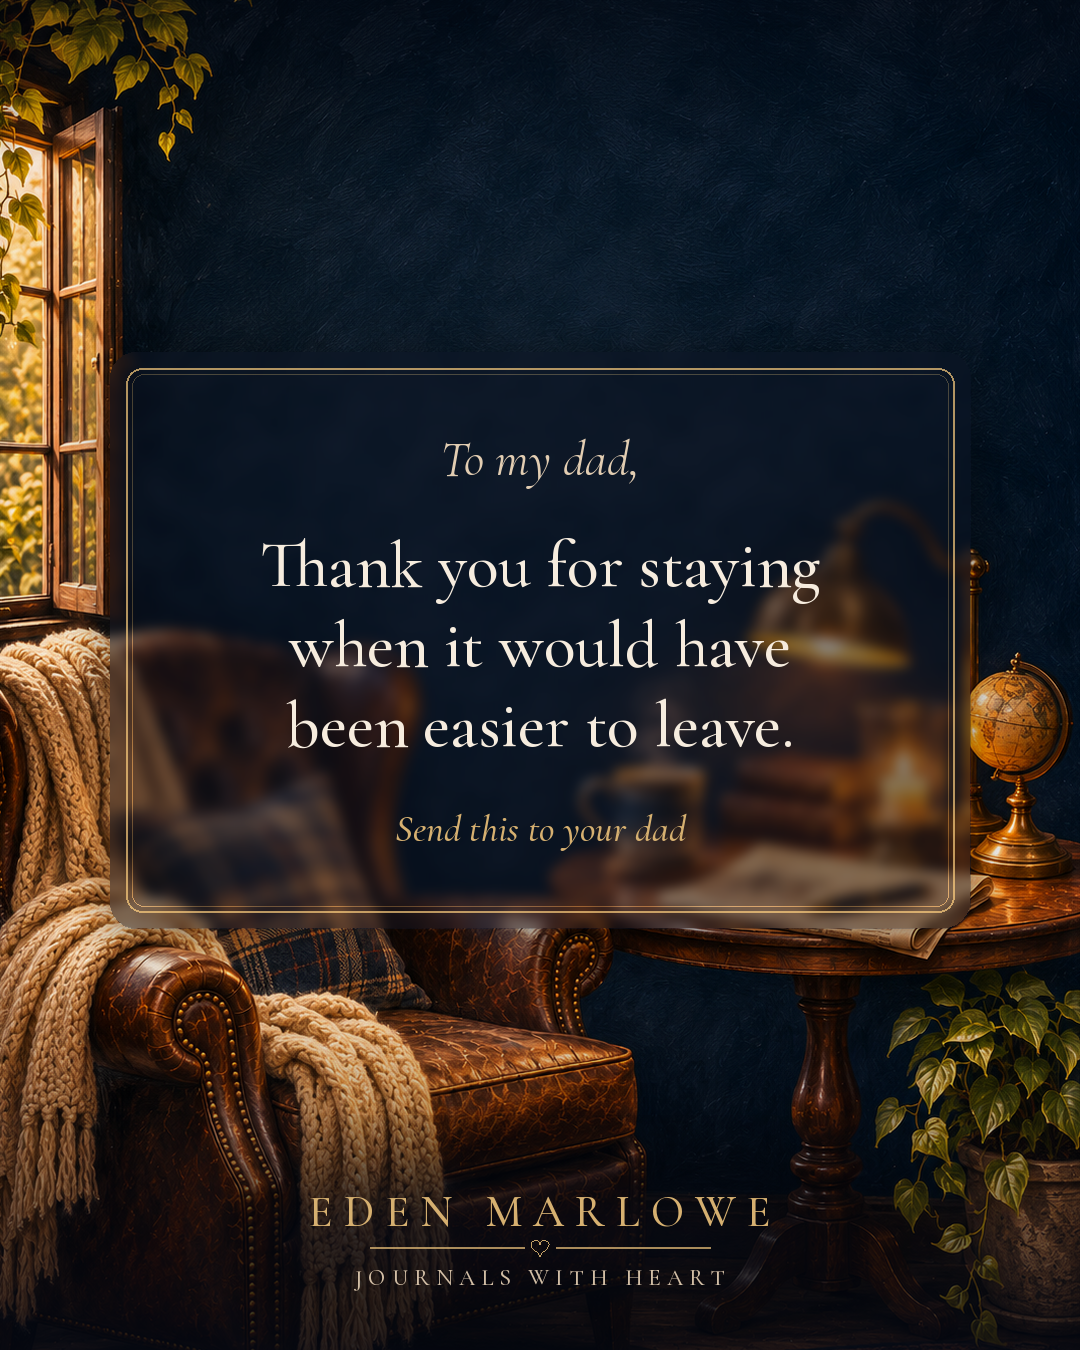 To my dad,
Thank you for staying
when it would have
been easier to leave.
Send this to your dad
EDEN MARLOWE
JOURNALS WITH HEART